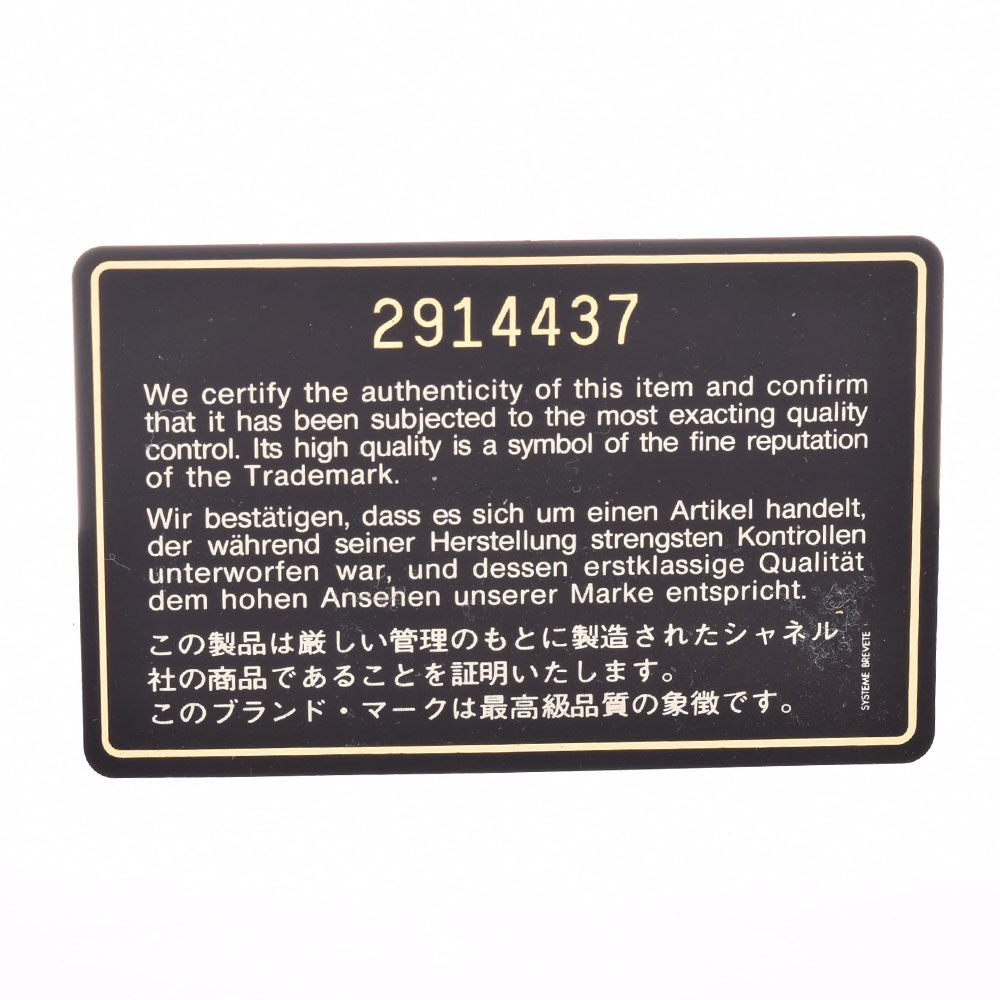 2914437
We certify the authenticity of this item and confirm
that it has been subjected to the most exacting quality
control. Its high quality is a symbol of the fine reputation
of the Trademark.
Wir bestätigen, dass es sich um einen Artikel handelt,
der während seiner Herstellung strengsten Kontrollen
unterworfen war, und dessen erstklassige Qualität
dem hohen Ansehen unserer Marke entspricht.
この製品は厳しい管理のもとに製造されたシャネル
社の商品であることを証明いたします。
このブランド・マークは最高級品質の象徴です。
SYSTEME BREVETE